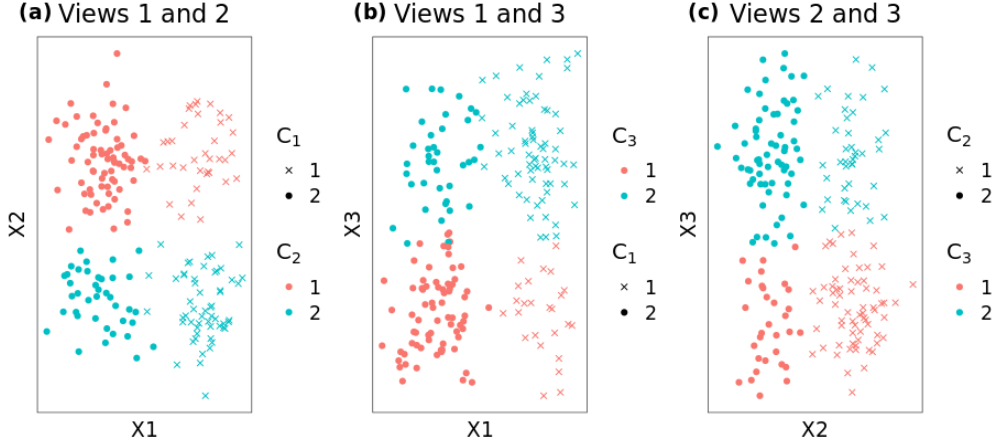 (a) Views 1 and 2
X2
X1
C₁
1
2
C₂
1
2
(b) Views 1 and 3
X3
X1
C₃
1
2
C₁
1
2
(c) Views 2 and 3
X3
X2
C₂
1
2
C₃
1
2